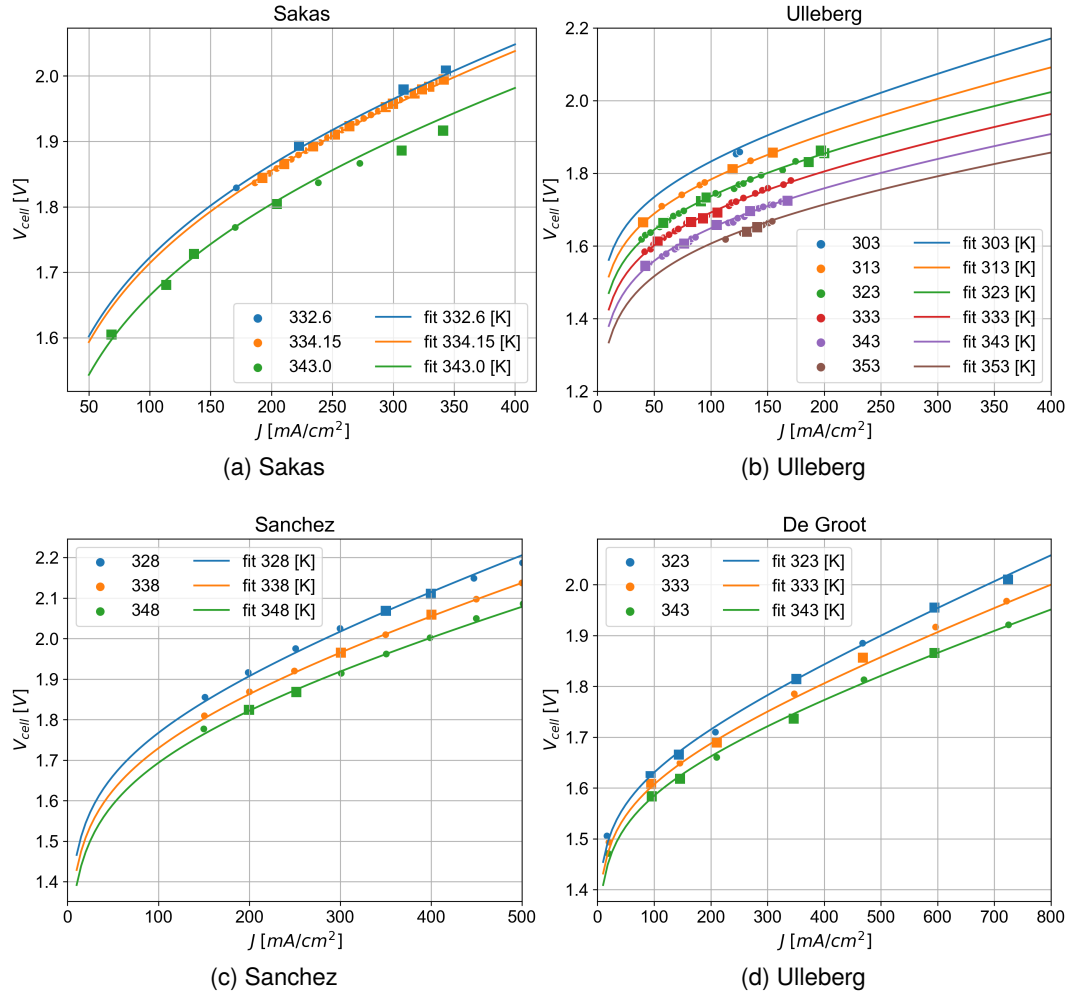 Sakas
V_cell [V]
2.0
1.9
1.8
1.7
1.6
332.6 fit 332.6 [K]
334.15 fit 334.15 [K]
343.0 fit 343.0 [K]
50 100 150 200 250 300 350 400
J [mA/cm²]
(a) Sakas
Ulleberg
V_cell [V]
2.2
2.0
1.8
1.6
1.4
1.2
303 fit 303 [K]
313 fit 313 [K]
323 fit 323 [K]
333 fit 333 [K]
343 fit 343 [K]
353 fit 353 [K]
0 50 100 150 200 250 300 350 400
J [mA/cm²]
(b) Ulleberg
Sanchez
V_cell [V]
2.2
2.1
2.0
1.9
1.8
1.7
1.6
1.5
1.4
328 fit 328 [K]
338 fit 338 [K]
348 fit 348 [K]
0 100 200 300 400 500
J [mA/cm²]
(c) Sanchez
De Groot
V_cell [V]
2.0
1.9
1.8
1.7
1.6
1.5
1.4
323 fit 323 [K]
333 fit 333 [K]
343 fit 343 [K]
0 100 200 300 400 500 600 700 800
J [mA/cm²]
(d) Ulleberg